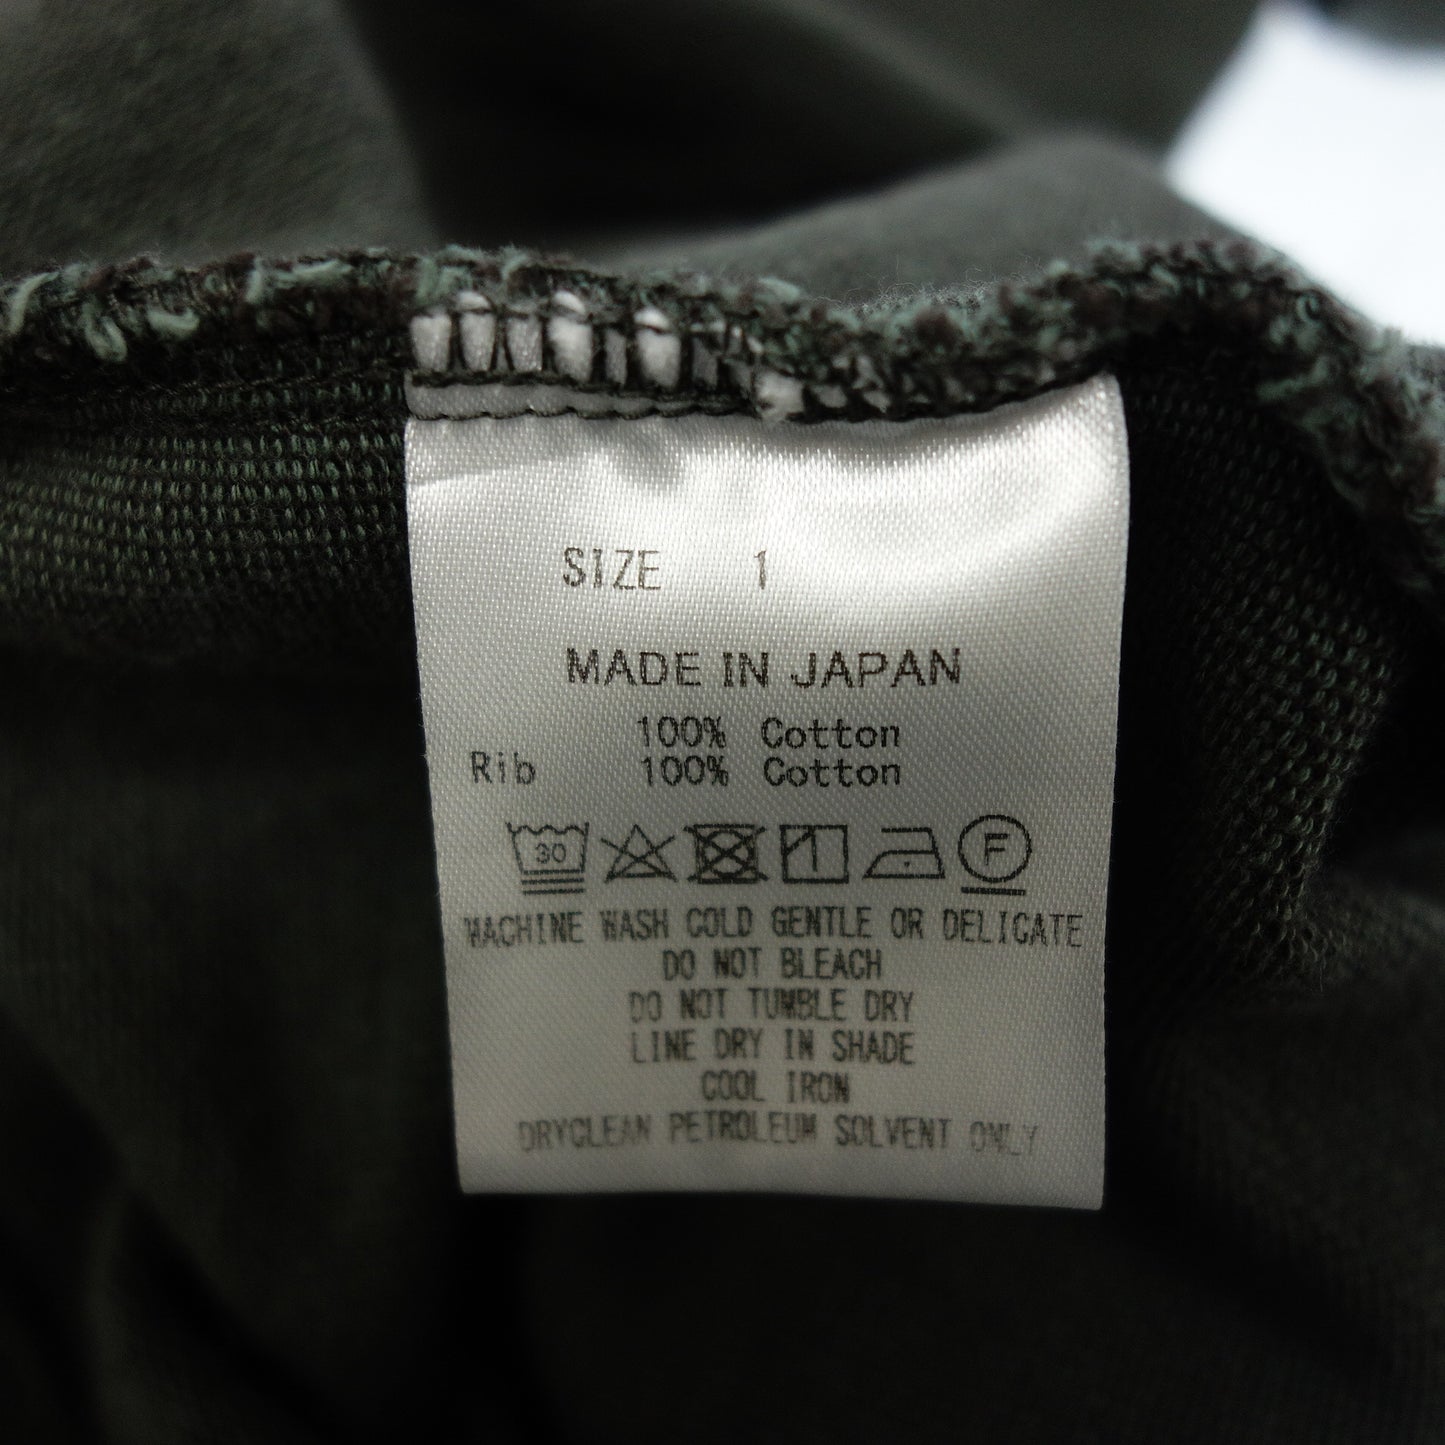 SIZE 1
MADE IN JAPAN
100% Cotton
Rib 100% Cotton
30 1 F
MACHINE WASH COLD GENTLE OR DELICATE
DO NOT BLEACH
DO NOT TUMBLE DRY
LINE DRY IN SHADE
COOL IRON
DRYCLEAN PETROLEUM SOLVENT ONLY